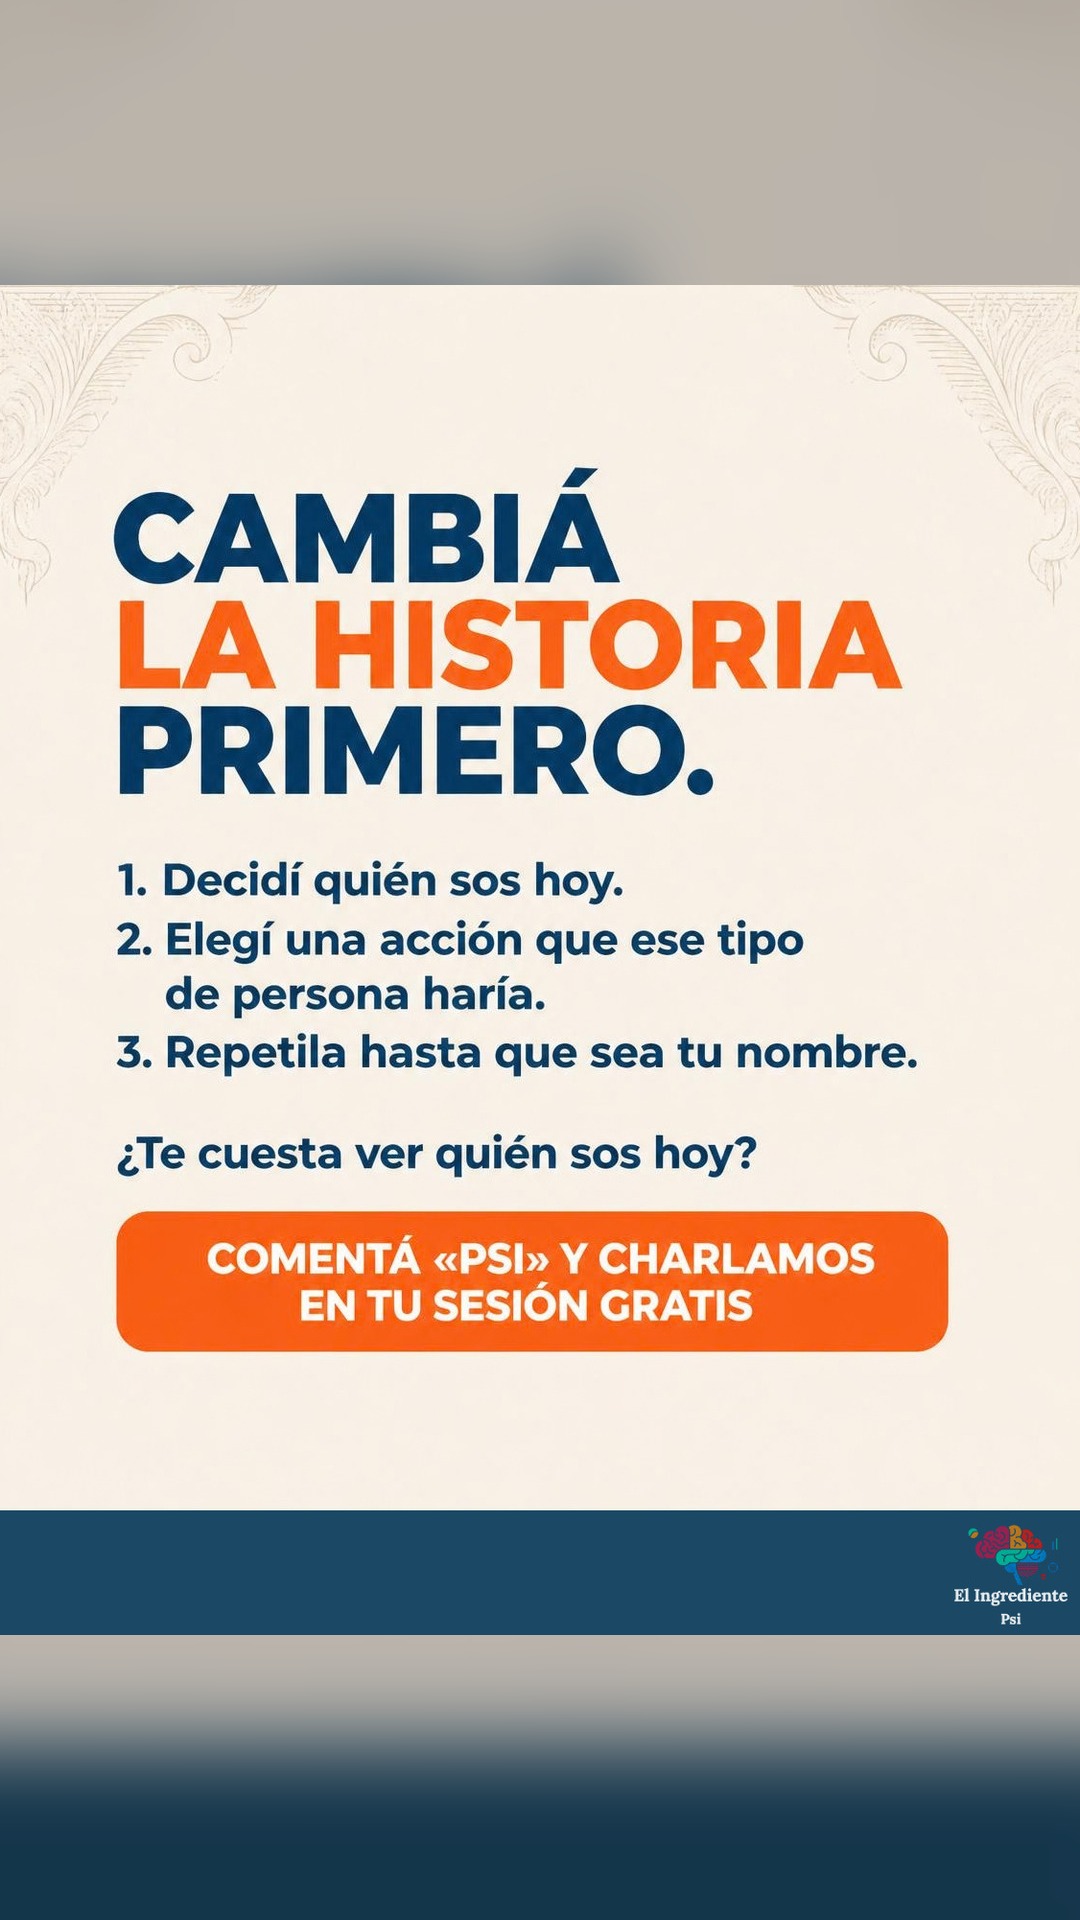 CAMBIÁ
LA HISTORIA
PRIMERO.
1. Decidí quién sos hoy.
2. Elegí una acción que ese tipo
de persona haría.
3. Repetila hasta que sea tu nombre.
¿Te cuesta ver quién sos hoy?
COMENTÁ «PSI» Y CHARLAMOS
EN TU SESIÓN GRATIS
El Ingrediente
Psi